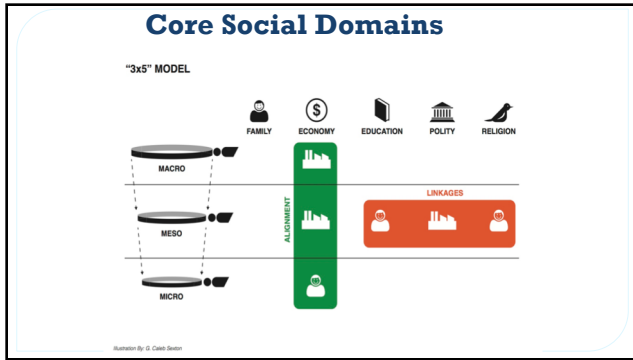 Core Social Domains
"3x5" MODEL
$
FAMILY ECONOMY EDUCATION POLITY RELIGION
MACRO
LINKAGES
ALIGNMENT
MESO
MICRO
Illustration By: G. Caleb Sexton